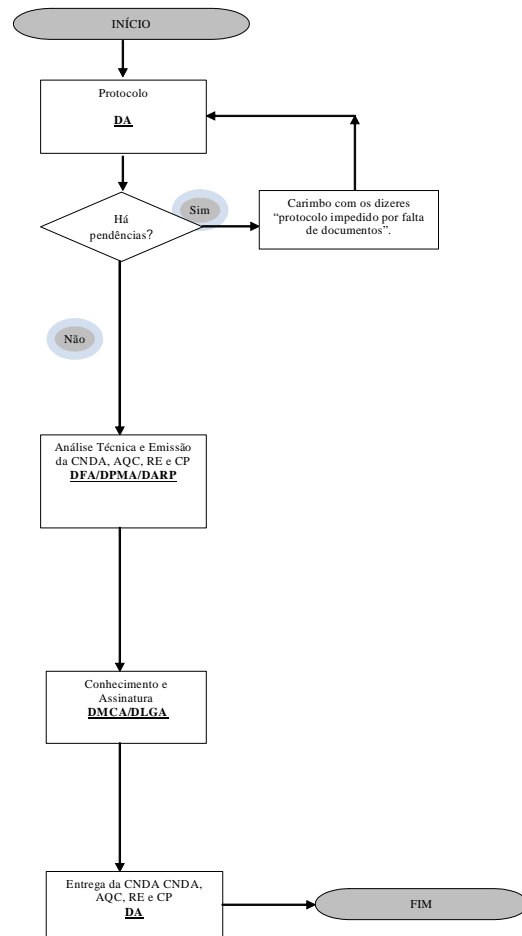 INÍCIO
Protocolo
DA
Há
pendências?
Sim
Carimbo com os dizeres
“protocolo impedido por falta
de documentos”.
Não
Análise Técnica e Emissão
da CNDA, AQC, RE e CP
DFA/DPMA/DARP
Conhecimento e
Assinatura
DMCA/DLGA
Entrega da CNDA CNDA,
AQC, RE e CP
DA
FIM